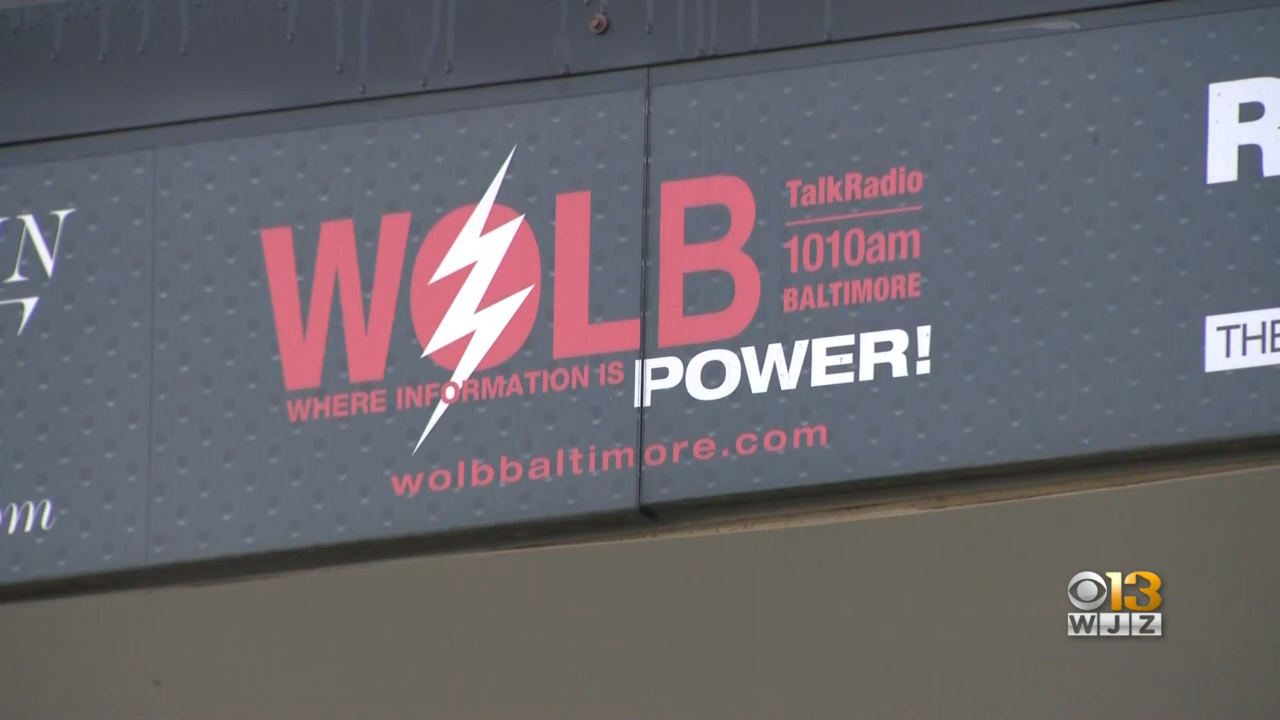 WOLB
TalkRadio
1010am
BALTIMORE
WHERE INFORMATION IS POWER!
wolbbaltimore.com
THE
13
WJZ